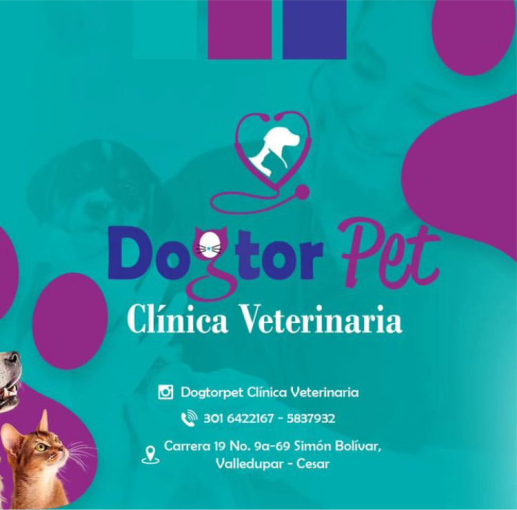 Dogtor Pet
Clínica Veterinaria
Dogtorpet Clínica Veterinaria
301 6422167 - 5837932
Carrera 19 No. 9a-69 Simón Bolívar,
Valledupar - Cesar